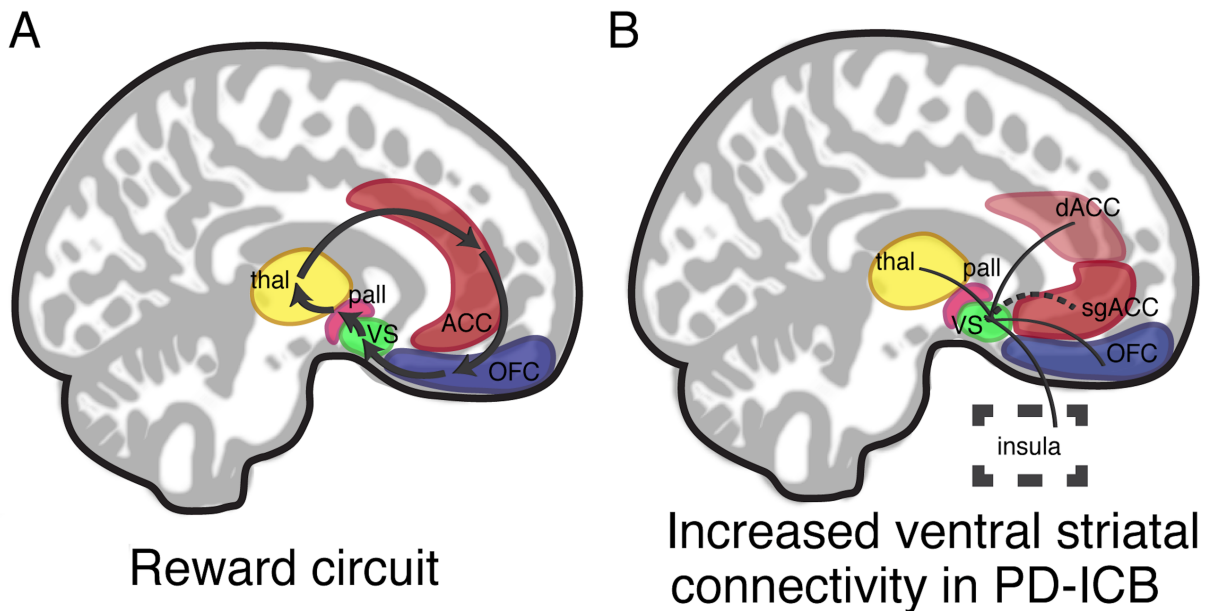 A
thal
pall
VS
ACC
OFC
Reward circuit
B
dACC
thal
pall
sgACC
VS
OFC
insula
Increased ventral striatal
connectivity in PD-ICB